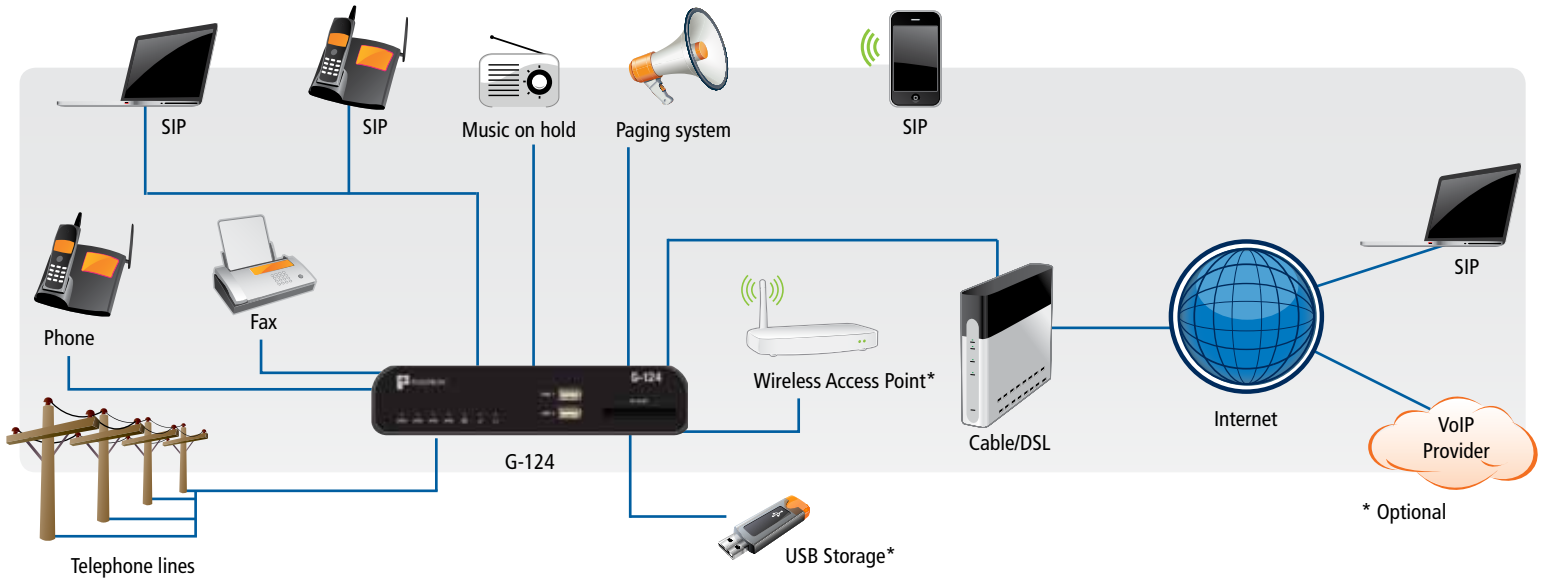 SIP
SIP
Music on hold
Paging system
SIP
SIP
Phone
Fax
G-124
Wireless Access Point*
Cable/DSL
Internet
VoIP
Provider
G-124
* Optional
USB Storage*
Telephone lines